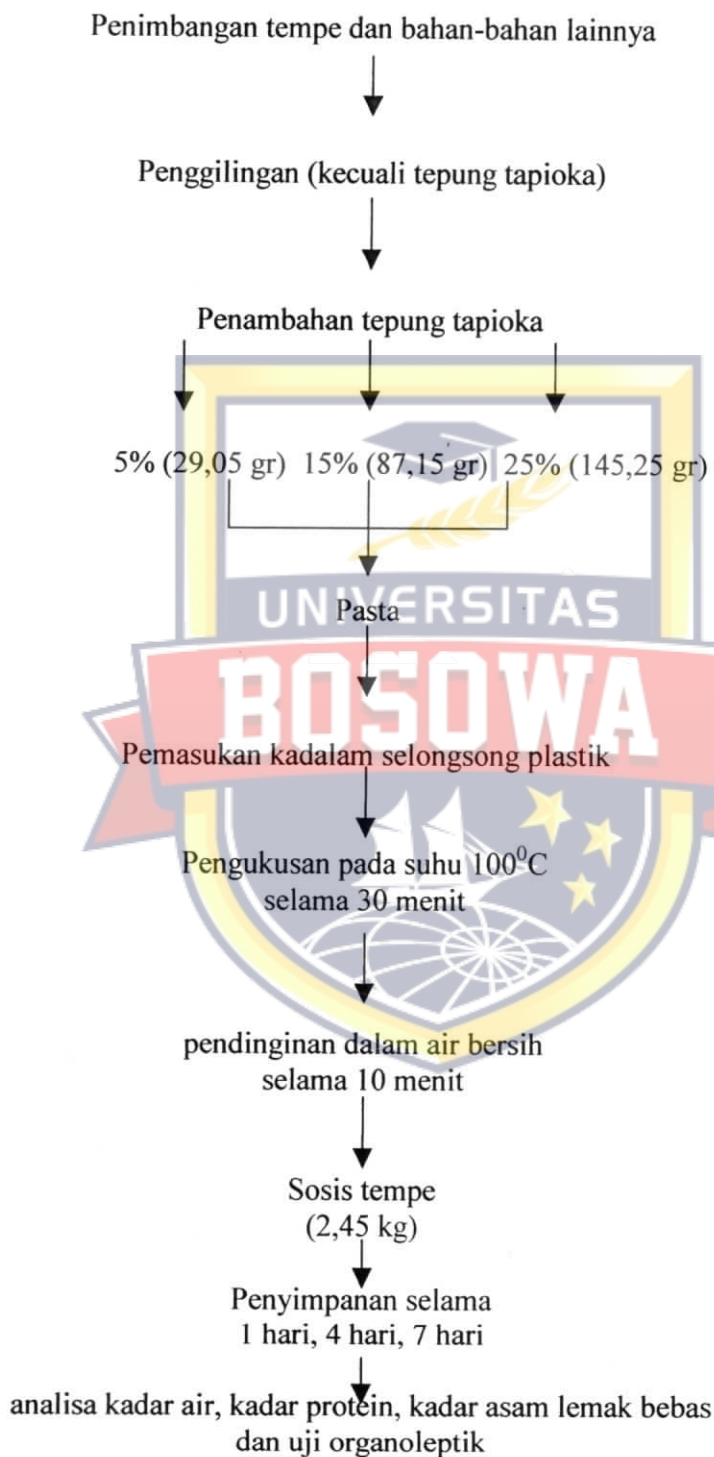 Penimbangan tempe dan bahan-bahan lainnya
Penggilingan (kecuali tepung tapioka)
Penambahan tepung tapioka
5% (29,05 gr) 15% (87,15 gr) 25% (145,25 gr)
UNIVERSITAS
Pasta
BOSOWA
Pemasukan kadalam selongsong plastik
Pengukusan pada suhu 100⁰C
selama 30 menit
pendinginan dalam air bersih
selama 10 menit
Sosis tempe
(2,45 kg)
Penyimpanan selama
1 hari, 4 hari, 7 hari
analisa kadar air, kadar protein, kadar asam lemak bebas
dan uji organoleptik